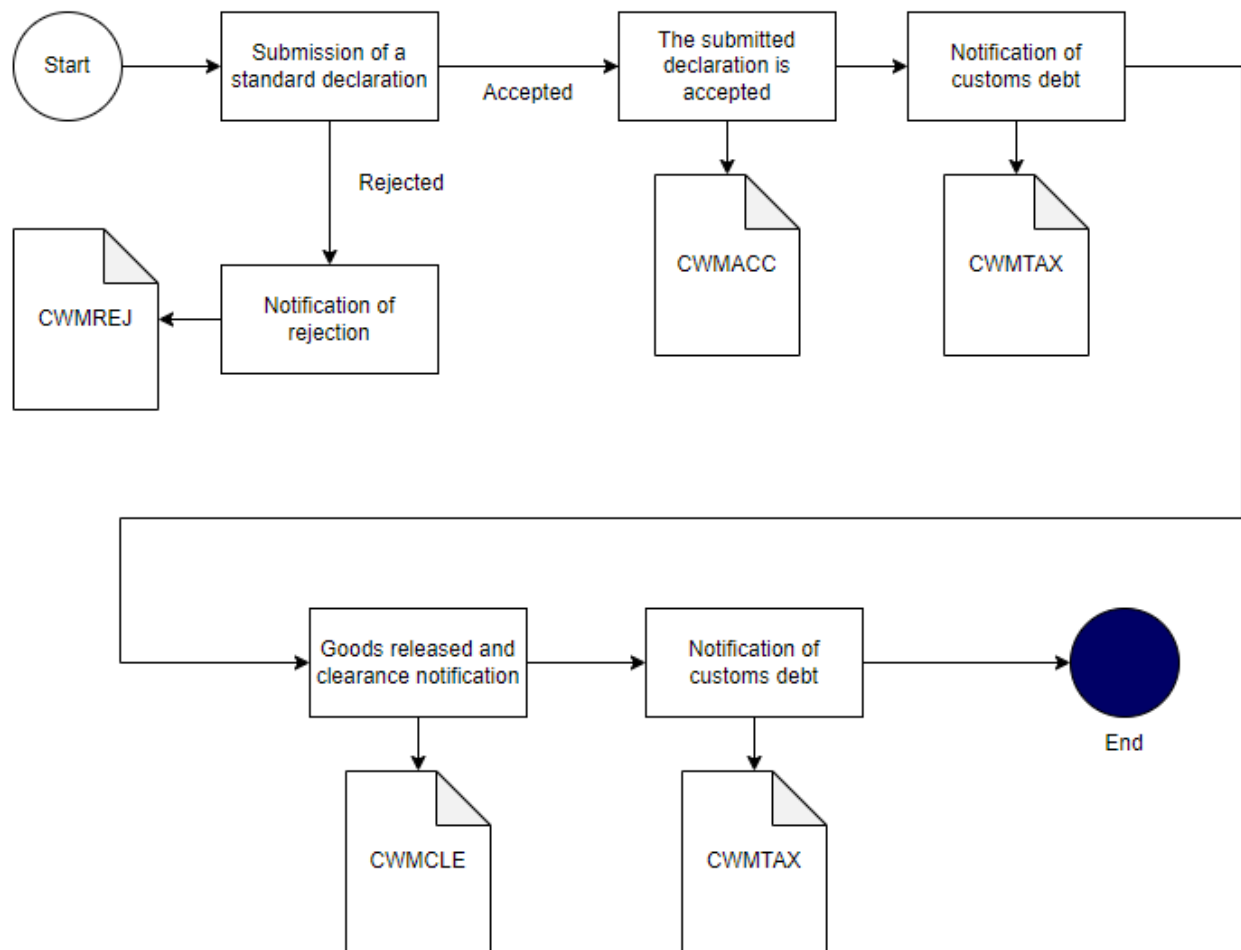 Start
Submission of a
standard declaration
Accepted
The submitted
declaration is
accepted
Notification of
customs debt
Rejected
CWMACC
CWMTAX
CWMREJ
Notification of
rejection
Goods released and
clearance notification
Notification of
customs debt
End
CWMCLE
CWMTAX